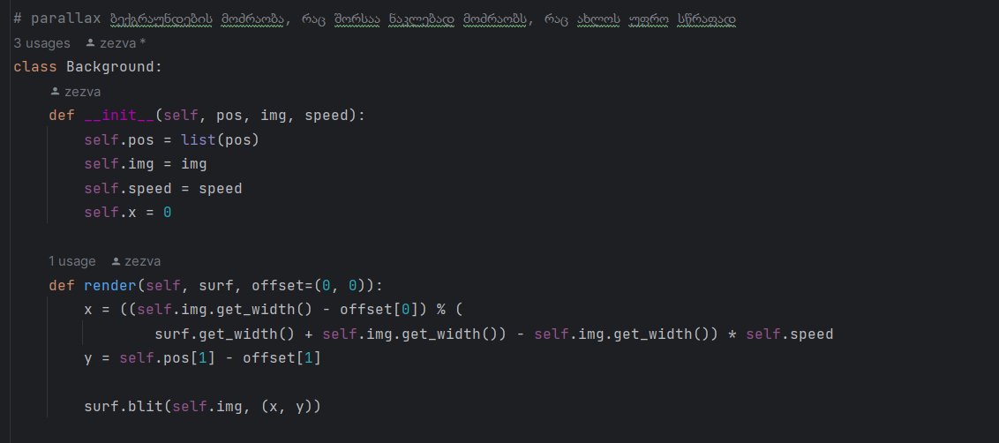 # parallax ბექგრაუნდების მოძრაობა, რაც შორსაა ნაკლებად მოძრაობს, რაც ახლოს უფრო სწრაფად
3 usages zezva *
class Background:
zezva
def __init__(self, pos, img, speed):
self.pos = list(pos)
self.img = img
self.speed = speed
self.x = 0
1 usage zezva
def render(self, surf, offset=(0, 0)):
x = ((self.img.get_width() - offset[0]) % (
surf.get_width() + self.img.get_width()) - self.img.get_width()) * self.speed
y = self.pos[1] - offset[1]
surf.blit(self.img, (x, y))